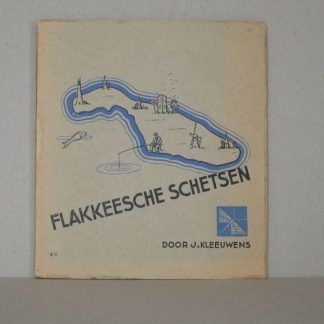 FLAKKEESCHE SCHETSEN
DOOR J. KLEEUWENS